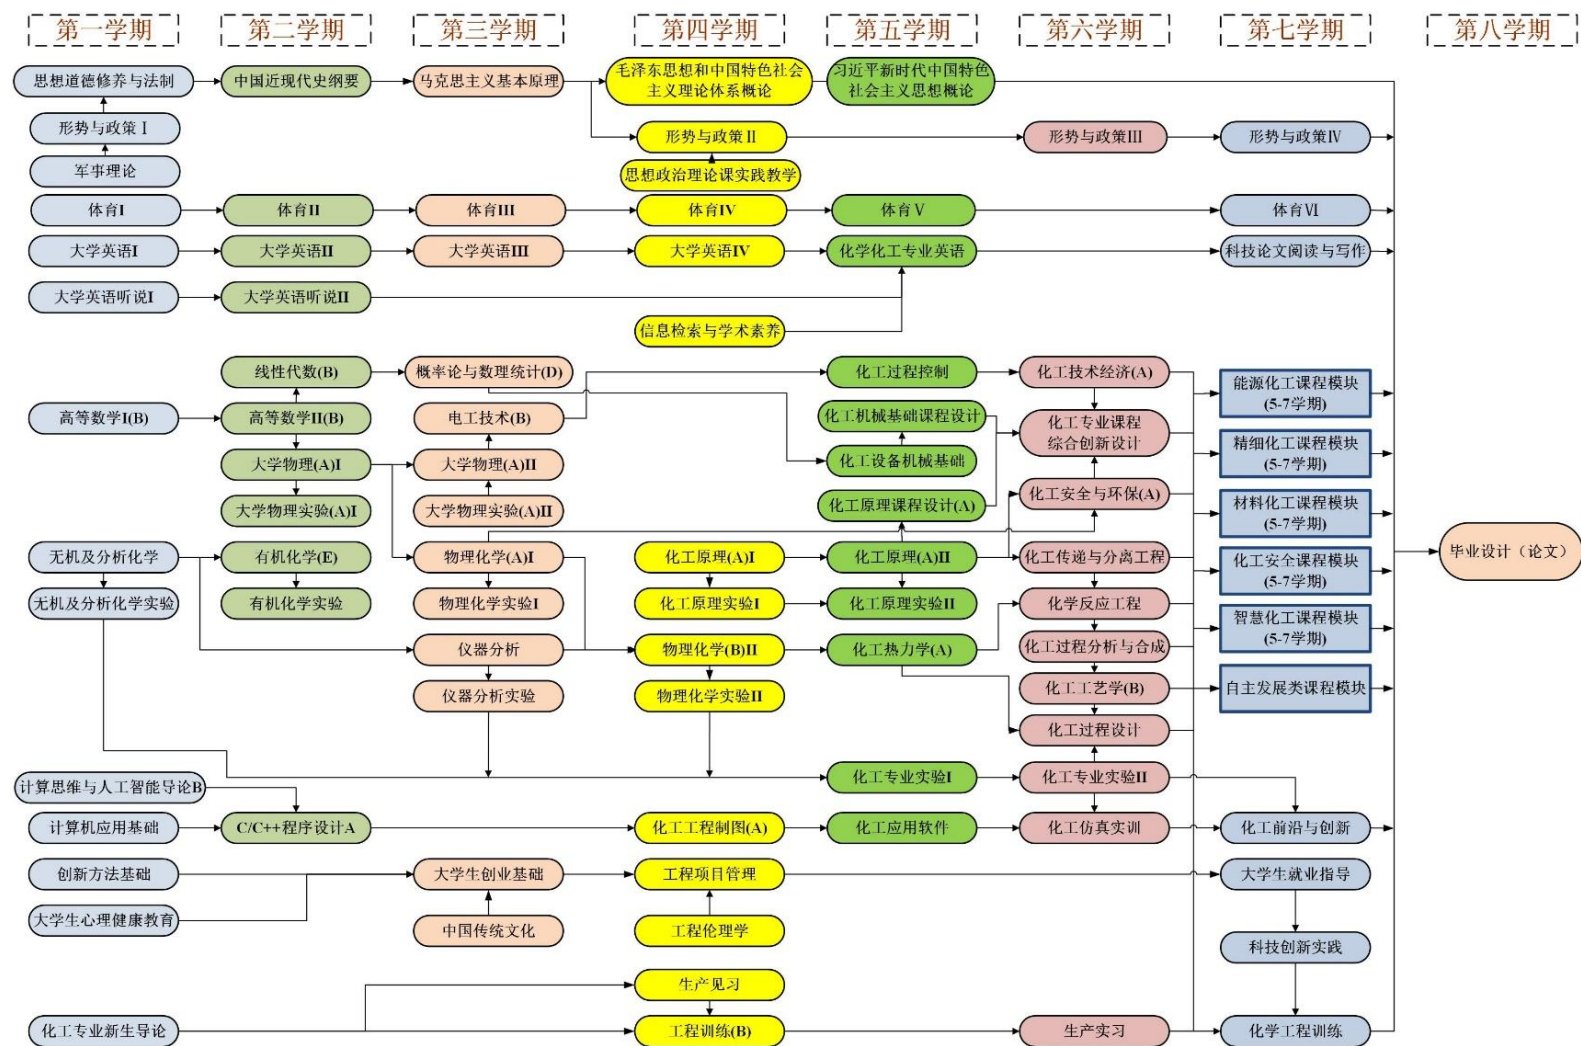 第一学期
第二学期
第三学期
第四学期
第五学期
第六学期
第七学期
第八学期
思想道德修养与法制
中国近现代史纲要
马克思主义基本原理
毛泽东思想和中国特色社会
主义理论体系概论
习近平新时代中国特色
社会主义思想概论
形势与政策 I
形势与政策 II
形势与政策III
形势与政策IV
军事理论
思想政治理论课实践教学
体育I
体育II
体育III
体育IV
体育 V
体育VI
大学英语I
大学英语II
大学英语III
大学英语IV
化学化工专业英语
科技论文阅读与写作
大学英语听说I
大学英语听说II
信息检索与学术素养
线性代数(B)
概率论与数理统计(D)
化工过程控制
化工技术经济(A)
能源化工课程模块
(5-7学期)
高等数学I(B)
高等数学II(B)
电工技术(B)
化工机械基础课程设计
化工专业课程
综合创新设计
大学物理(A)I
大学物理(A)II
化工设备机械基础
精细化工课程模块
(5-7学期)
大学物理实验(A)I
大学物理实验(A)II
化工原理课程设计(A)
化工安全与环保(A)
材料化工课程模块
(5-7学期)
无机及分析化学
有机化学(E)
物理化学(A)I
化工原理(A)I
化工原理(A)II
化工传递与分离工程
化工安全课程模块
(5-7学期)
毕业设计（论文）
无机及分析化学实验
有机化学实验
物理化学实验I
化工原理实验I
化工原理实验II
化学反应工程
智慧化工课程模块
(5-7学期)
仪器分析
物理化学(B)II
化工热力学(A)
化工过程分析与合成
仪器分析实验
物理化学实验II
化工工艺学(B)
自主发展类课程模块
化工过程设计
计算思维与人工智能导论B
化工专业实验I
化工专业实验II
计算机应用基础
C/C++程序设计A
化工工程制图(A)
化工应用软件
化工仿真实训
化工前沿与创新
创新方法基础
大学生创业基础
工程项目管理
大学生就业指导
大学生心理健康教育
中国传统文化
工程伦理学
科技创新实践
生产见习
化工专业新生导论
工程训练(B)
生产实习
化学工程训练